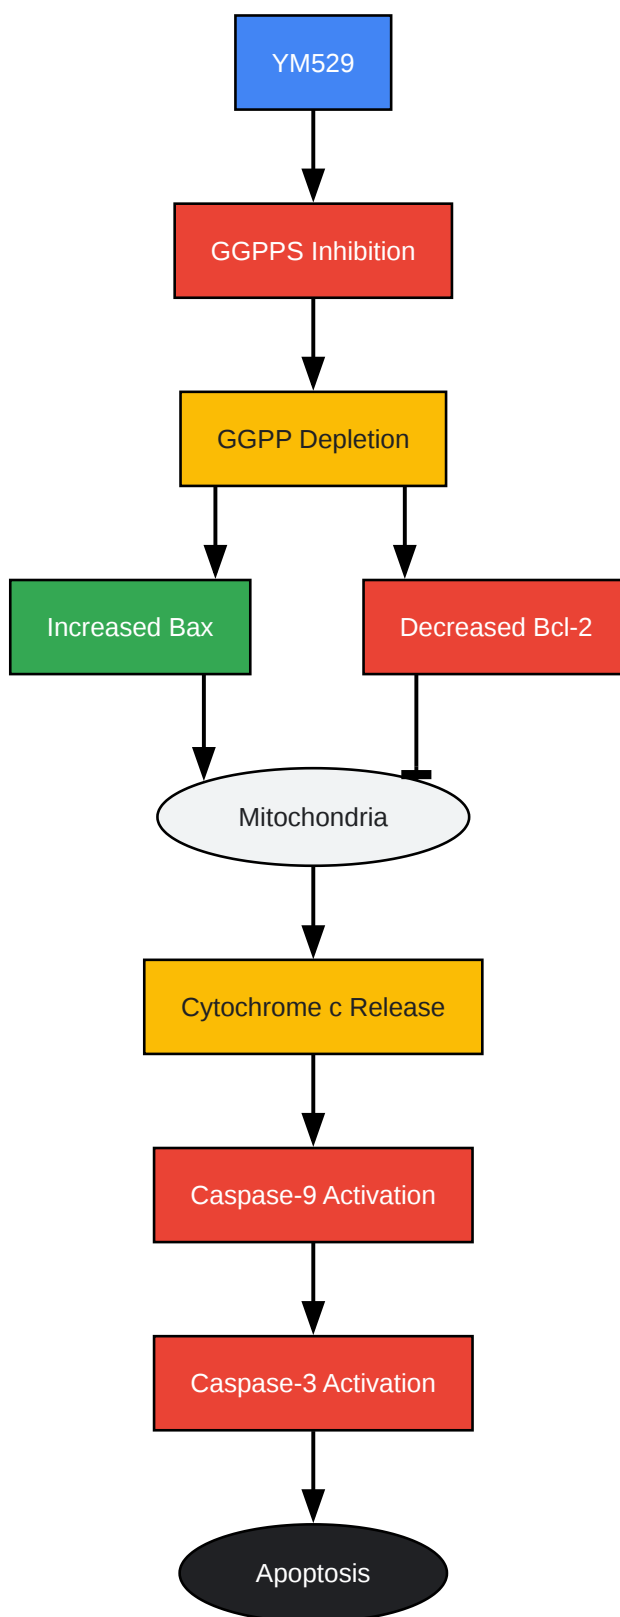 YM529
GGPPS Inhibition
GGPP Depletion
Increased Bax
Decreased Bcl-2
Mitochondria
Cytochrome c Release
Caspase-9 Activation
Caspase-3 Activation
Apoptosis